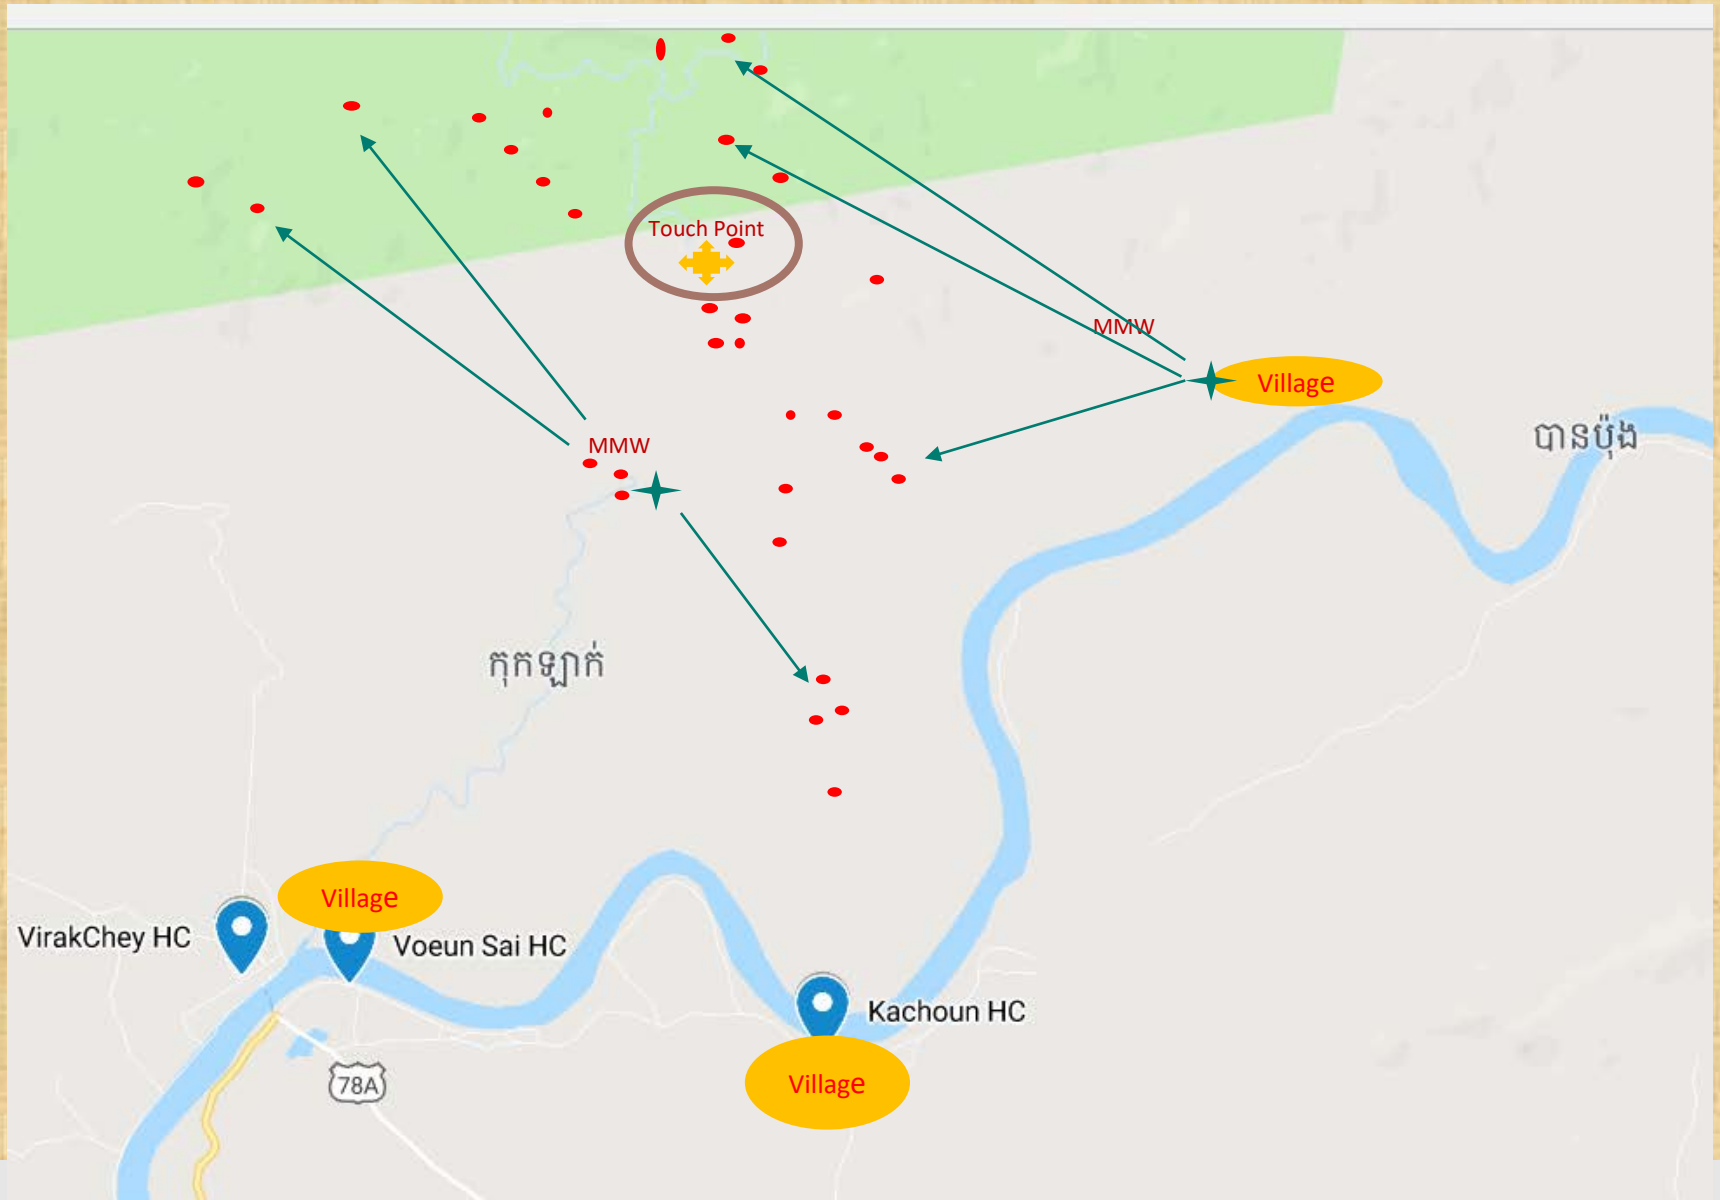 Touch Point
MMW
Village
បានប៉ុង
MMW
កុកឡាក់
Village
VirakChey HC
Voeun Sai HC
Kachoun HC
78A
Village